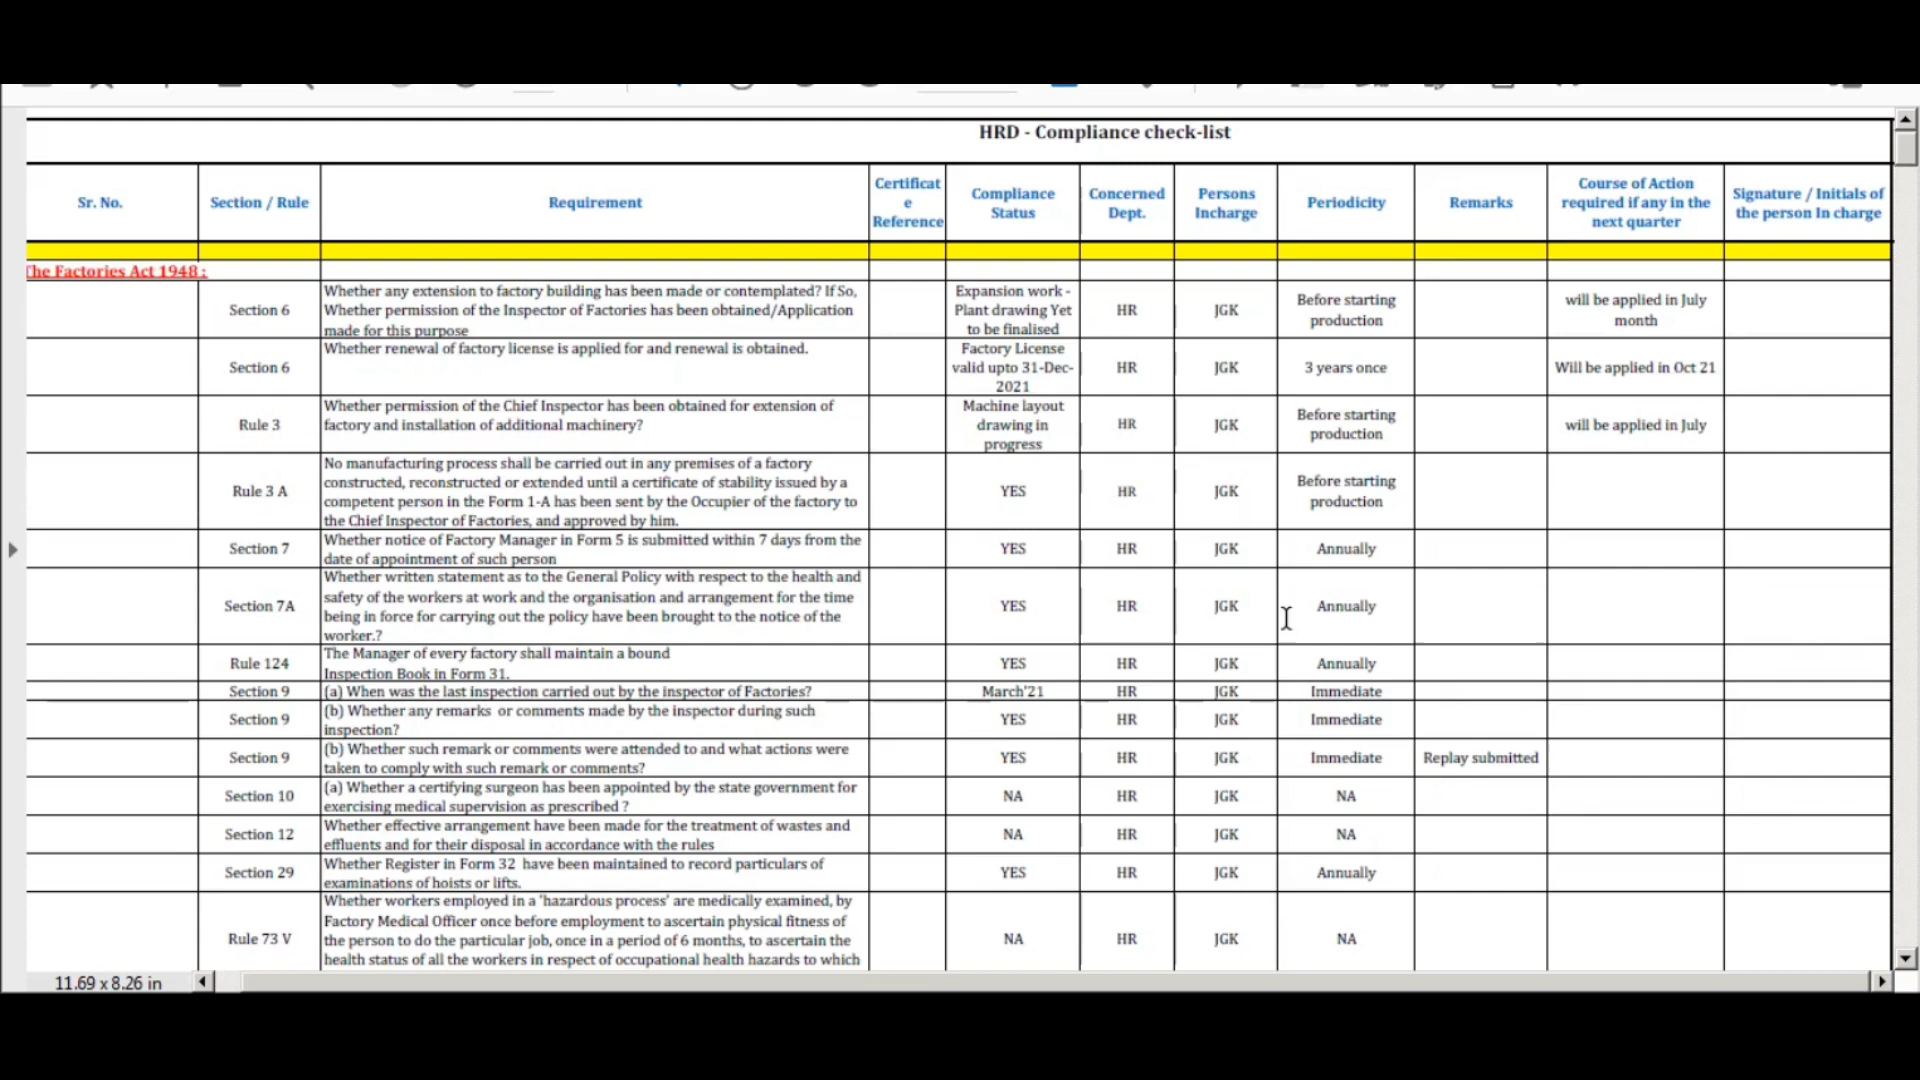 HRD - Compliance check-list
Sr. No.
Section / Rule
Requirement
Certificat
e
Reference
Compliance
Status
Concerned
Dept.
Persons
Incharge
Periodicity
Remarks
Course of Action
required if any in the
next quarter
Signature / Initials of
the person In charge
The Factories Act 1948 :
Section 6
Whether any extension to factory building has been made or contemplated? If So,
Whether permission of the Inspector of Factories has been obtained/Application
made for this purpose
Expansion work -
Plant drawing Yet
to be finalised
HR
JGK
Before starting
production
will be applied in July
month
Section 6
Whether renewal of factory license is applied for and renewal is obtained.
Factory License
valid upto 31-Dec-
2021
HR
JGK
3 years once
Will be applied in Oct 21
Rule 3
Whether permission of the Chief Inspector has been obtained for extension of
factory and installation of additional machinery?
Machine layout
drawing in
progress
HR
JGK
Before starting
production
will be applied in July
Rule 3 A
No manufacturing process shall be carried out in any premises of a factory
constructed, reconstructed or extended until a certificate of stability issued by a
competent person in the Form 1-A has been sent by the Occupier of the factory to
the Chief Inspector of Factories, and approved by him.
YES
HR
JGK
Before starting
production
Section 7
Whether notice of Factory Manager in Form 5 is submitted within 7 days from the
date of appointment of such person
YES
HR
JGK
Annually
Section 7A
Whether written statement as to the General Policy with respect to the health and
safety of the workers at work and the organisation and arrangement for the time
being in force for carrying out the policy have been brought to the notice of the
worker.?
YES
HR
JGK
Annually
Rule 124
The Manager of every factory shall maintain a bound
Inspection Book in Form 31.
YES
HR
JGK
Annually
Section 9
(a) When was the last inspection carried out by the inspector of Factories?
March'21
HR
JGK
Immediate
Section 9
(b) Whether any remarks or comments made by the inspector during such
inspection?
YES
HR
JGK
Immediate
Section 9
(b) Whether such remark or comments were attended to and what actions were
taken to comply with such remark or comments?
YES
HR
JGK
Immediate
Replay submitted
Section 10
(a) Whether a certifying surgeon has been appointed by the state government for
exercising medical supervision as prescribed ?
NA
HR
JGK
NA
Section 12
Whether effective arrangement have been made for the treatment of wastes and
effluents and for their disposal in accordance with the rules
NA
HR
JGK
NA
Section 29
Whether Register in Form 32 have been maintained to record particulars of
examinations of hoists or lifts.
YES
HR
JGK
Annually
Rule 73 V
Whether workers employed in a 'hazardous process' are medically examined, by
Factory Medical Officer once before employment to ascertain physical fitness of
the person to do the particular job, once in a period of 6 months, to ascertain the
health status of all the workers in respect of occupational health hazards to which
NA
HR
JGK
NA
11.69 x 8.26 in